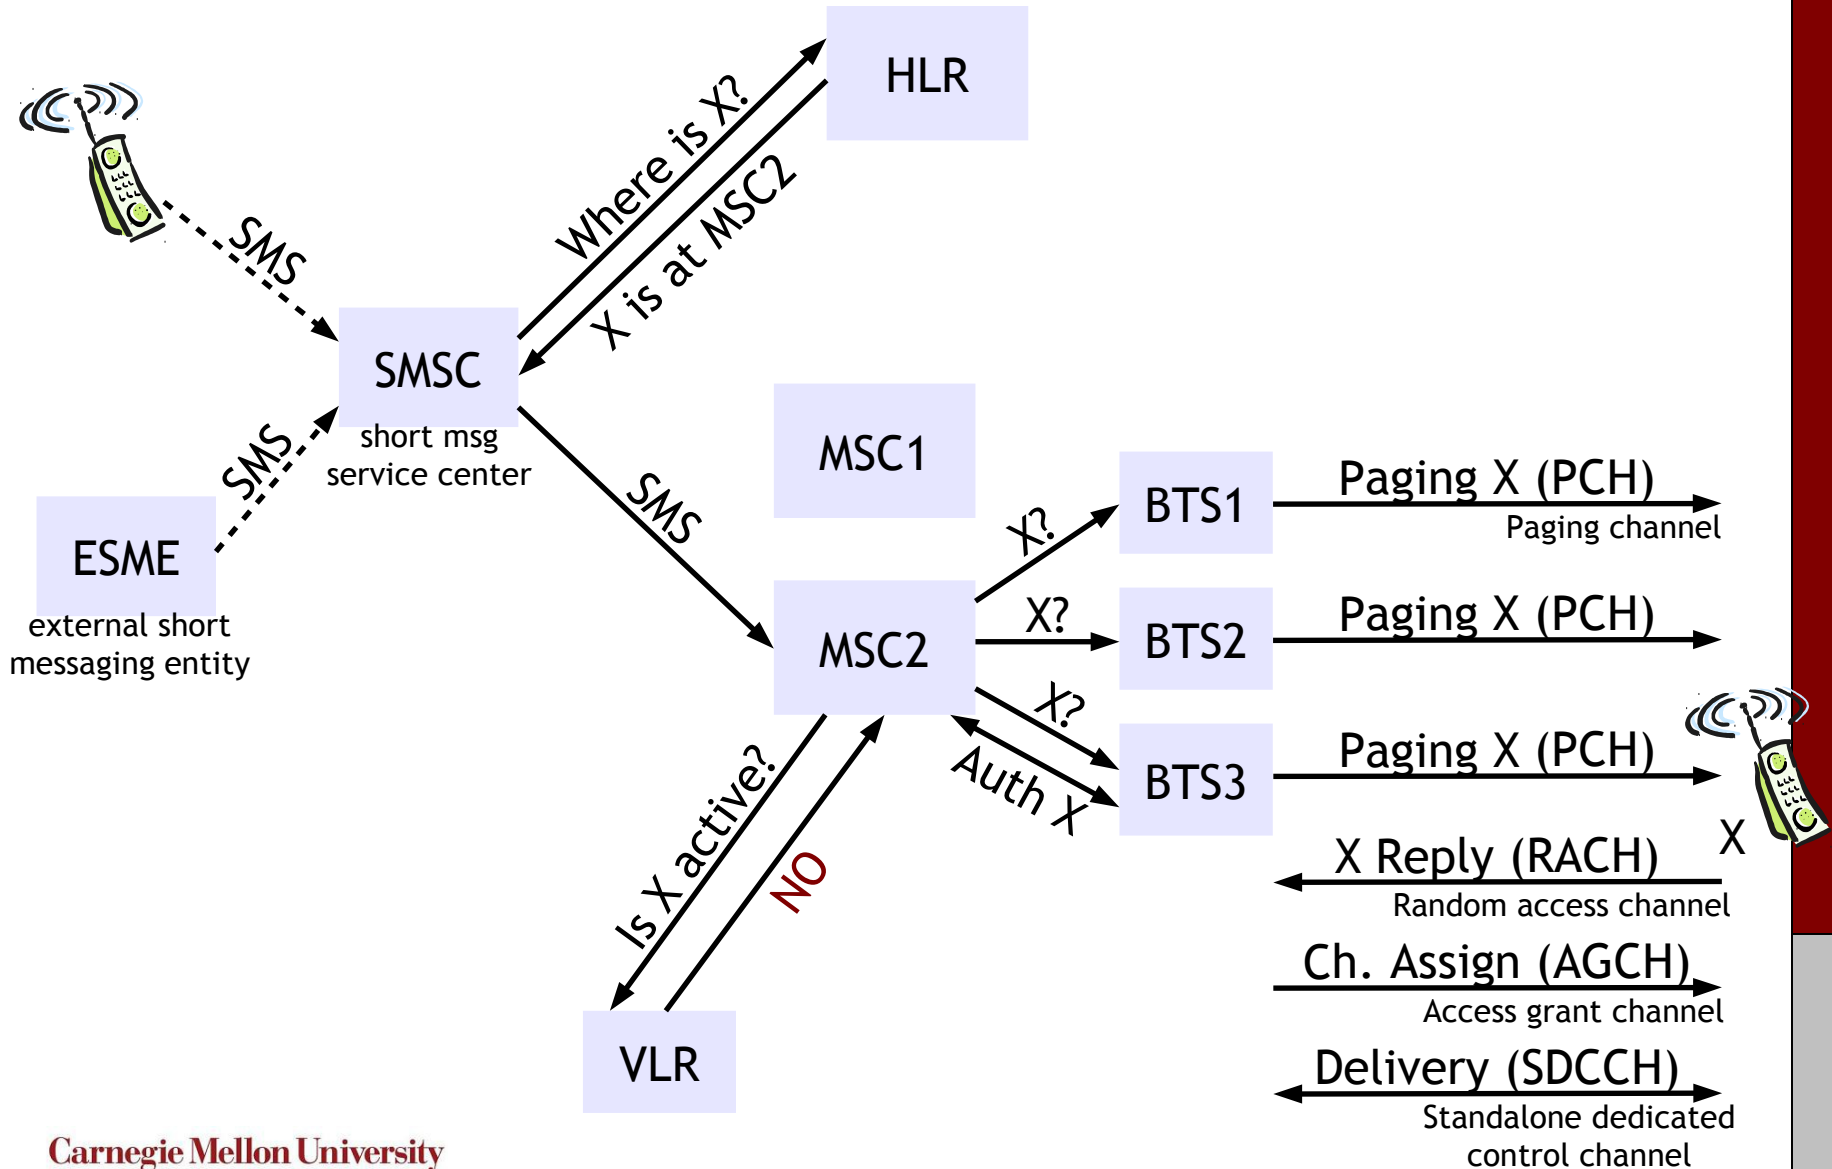 HLR
Where is X?
X is at MSC2
SMS
SMSC
short msg
service center
SMS
ESME
external short
messaging entity
SMS
MSC1
MSC2
X?
X?
X?
Auth X
BTS1
BTS2
BTS3
Paging X (PCH)
Paging channel
Paging X (PCH)
Paging X (PCH)
X
X Reply (RACH)
Random access channel
Ch. Assign (AGCH)
Access grant channel
Delivery (SDCCH)
Standalone dedicated
control channel
Is X active?
NO
VLR
Carnegie Mellon University